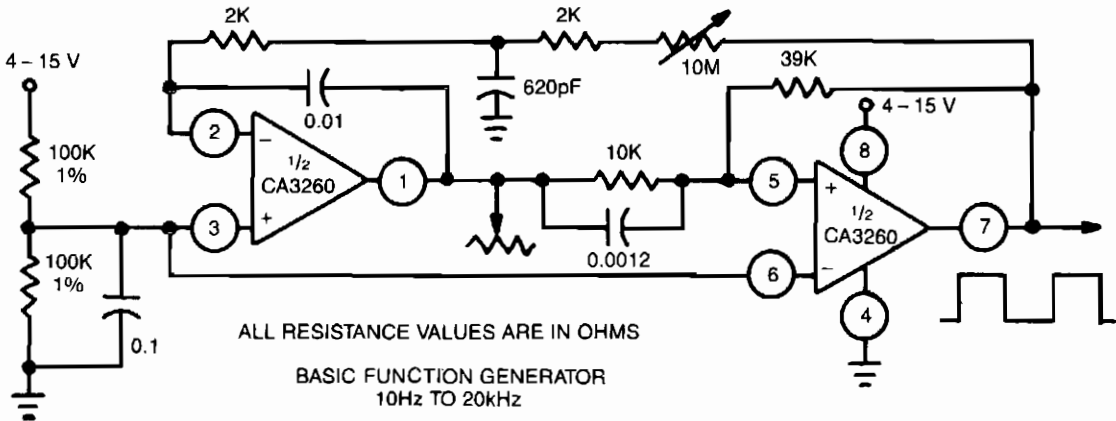 2K
2K
10M
39K
4 – 15 V
620pF
4 – 15 V
0.01
2
–
8
100K
1%
1/2
CA3260
1
10K
5
+
1/2
CA3260
7
3
+
100K
1%
0.0012
6
–
4
0.1
ALL RESISTANCE VALUES ARE IN OHMS
BASIC FUNCTION GENERATOR
10Hz TO 20kHz